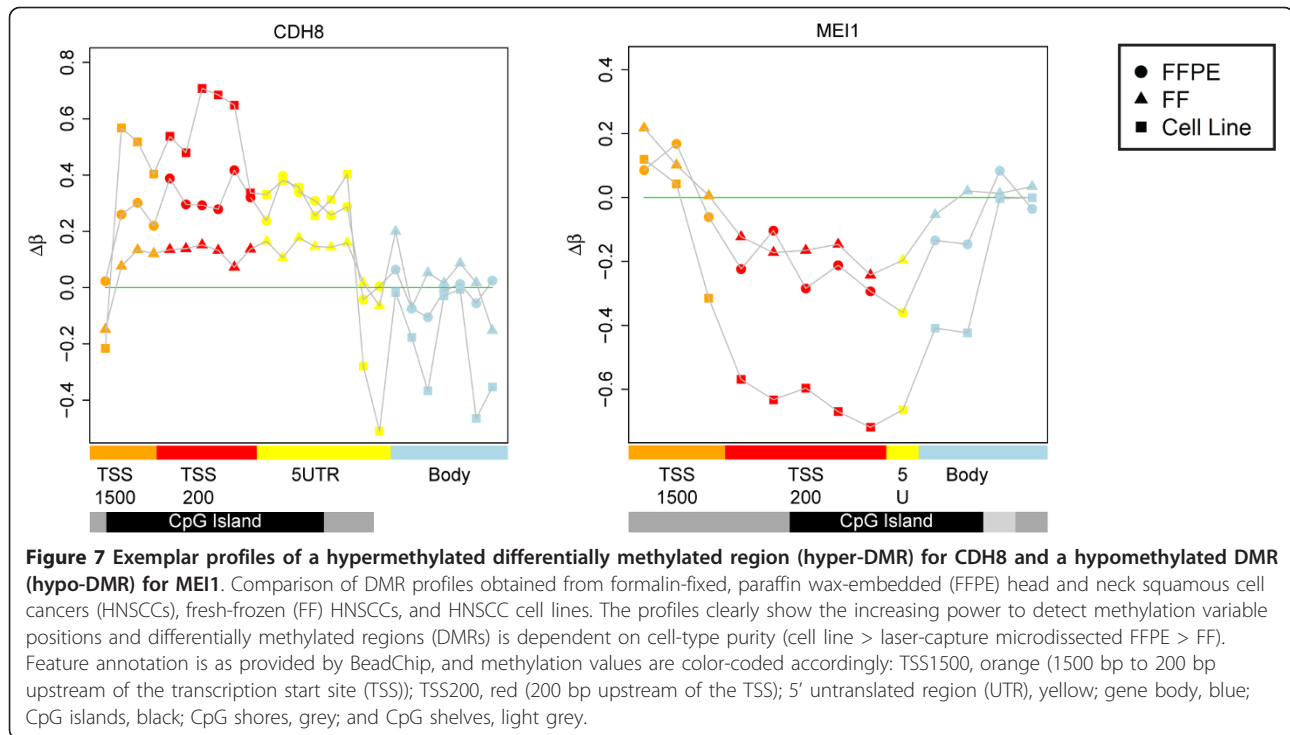 CDH8
MEI1
FFPE
FF
Cell Line
Δβ
0.8
0.6
0.4
0.2
0.0
−0.2
−0.4
TSS 1500
TSS 200
5UTR
Body
CpG Island
Δβ
0.4
0.2
0.0
−0.2
−0.4
−0.6
TSS 1500
TSS 200
5 U
Body
CpG Island
Figure 7 Exemplar profiles of a hypermethylated differentially methylated region (hyper-DMR) for CDH8 and a hypomethylated DMR
(hypo-DMR) for MEI1. Comparison of DMR profiles obtained from formalin-fixed, paraffin wax-embedded (FFPE) head and neck squamous cell
cancers (HNSCCs), fresh-frozen (FF) HNSCCs, and HNSCC cell lines. The profiles clearly show the increasing power to detect methylation variable
positions and differentially methylated regions (DMRs) is dependent on cell-type purity (cell line > laser-capture microdissected FFPE > FF).
Feature annotation is as provided by BeadChip, and methylation values are color-coded accordingly: TSS1500, orange (1500 bp to 200 bp
upstream of the transcription start site (TSS)); TSS200, red (200 bp upstream of the TSS); 5′ untranslated region (UTR), yellow; gene body, blue;
CpG islands, black; CpG shores, grey; and CpG shelves, light grey.